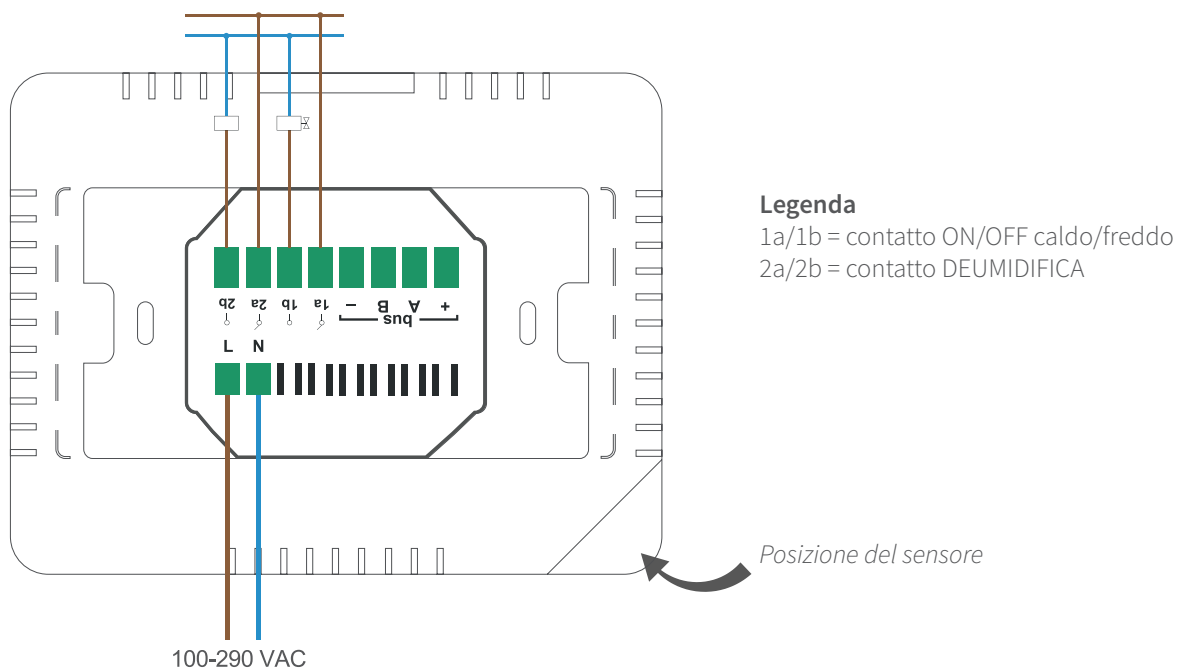 Legenda
1a/1b = contatto ON/OFF caldo/freddo
2a/2b = contatto DEUMIDIFICA
2b 2a 1b 1a – B A +
bus
L N
Posizione del sensore
100-290 VAC